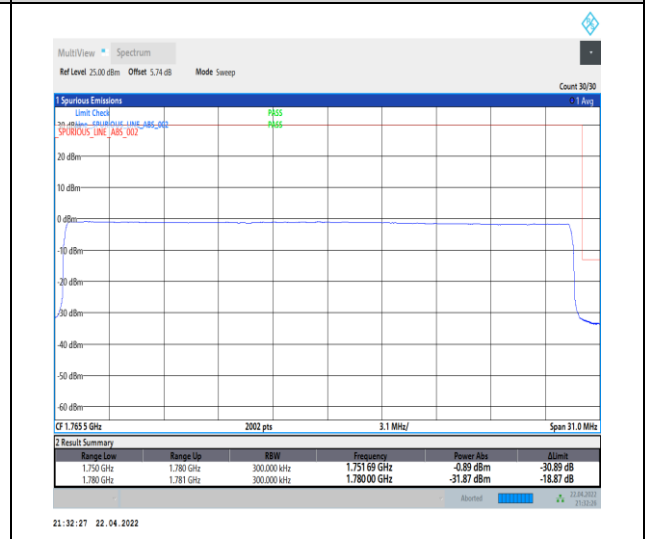 MultiView Spectrum
Ref Level 25.00 dBm Offset 5.74 dB Mode Sweep
Count 30/30
1 Spurious Emissions 1 Avg
Limit Check PASS
Line _SPURIOUS_LINE_ABS_002 PASS
_SPURIOUS_LINE_ABS_002
20 dBm
10 dBm
0 dBm
-10 dBm
-20 dBm
-30 dBm
-40 dBm
-50 dBm
-60 dBm
CF 1.765 5 GHz 2002 pts 3.1 MHz/ Span 31.0 MHz
2 Result Summary
Range Low Range Up RBW Frequency Power Abs ΔLimit
1.750 GHz 1.780 GHz 300.000 kHz 1.751 69 GHz -0.89 dBm -30.89 dB
1.780 GHz 1.781 GHz 300.000 kHz 1.780 00 GHz -31.87 dBm -18.87 dB
Aborted 22.04.2022
21:32:28
21:32:27 22.04.2022